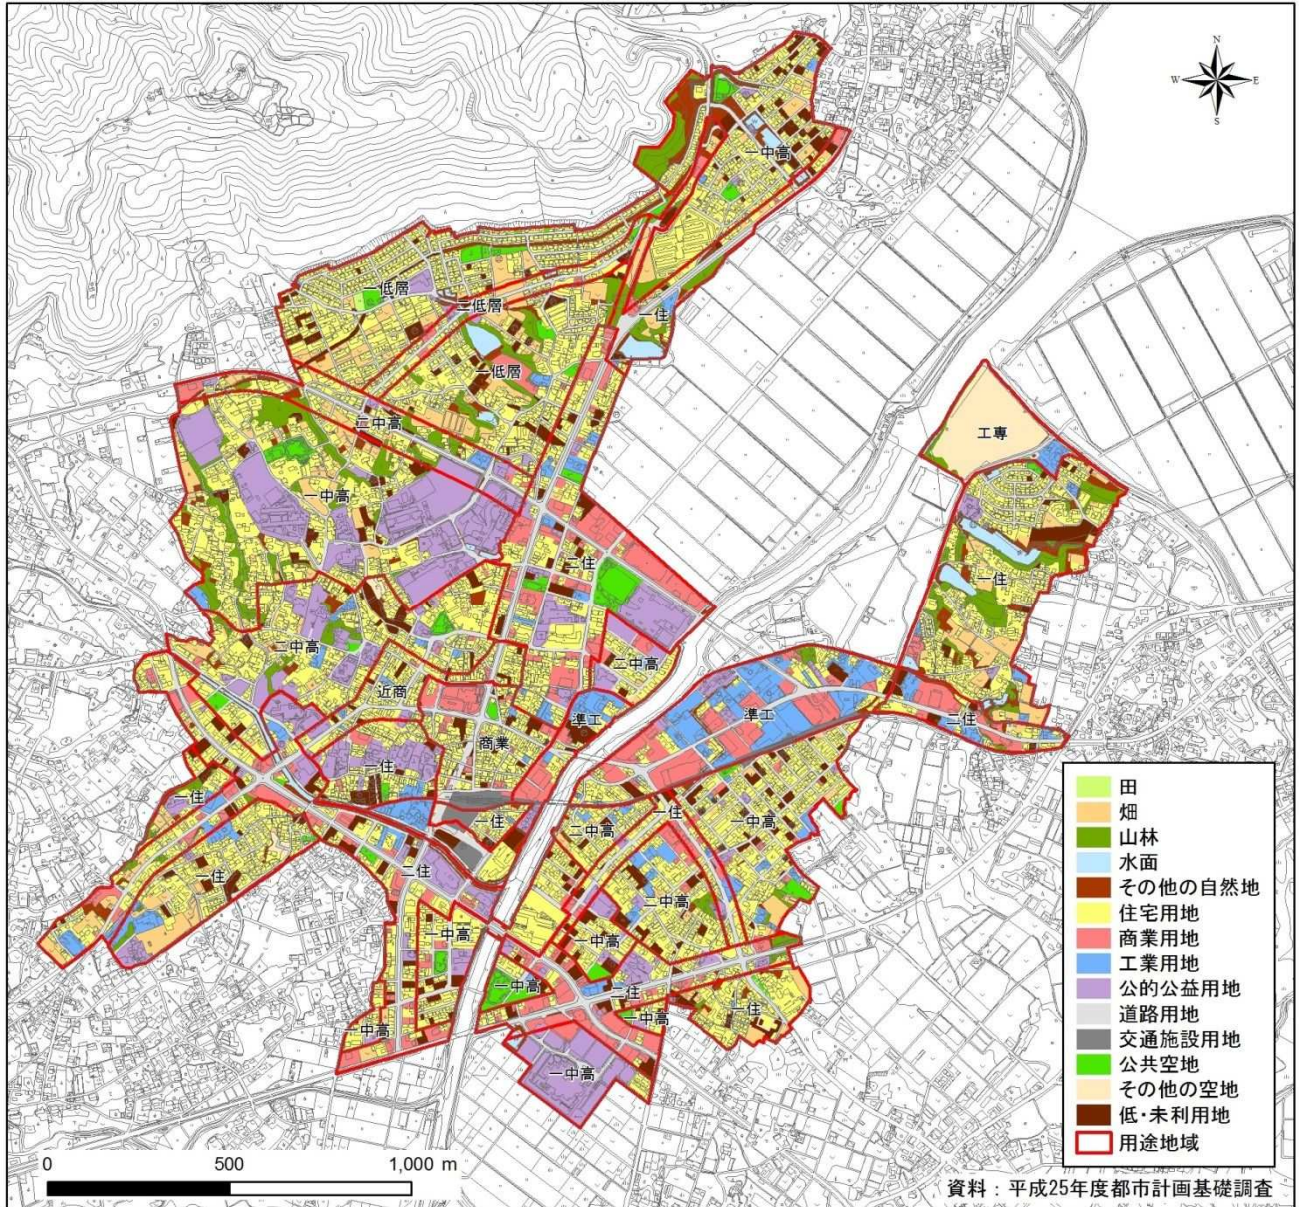 N
W E
S
一中高
一低層
二低層
一住
一低層
二中高
工専
一中高
二住
一住
二中高
二中高
近商
準工
準工
二住
商業
一住
一住
一住
一住
二中高
一中高
一住
二住
二中高
一中高
一中高
一中高
二住
一中高
一住
一中高
一中高
田
畑
山林
水面
その他の自然地
住宅用地
商業用地
工業用地
公的公益用地
道路用地
交通施設用地
公共空地
その他の空地
低・未利用地
用途地域
0 500 1,000 m
資料：平成25年度都市計画基礎調査